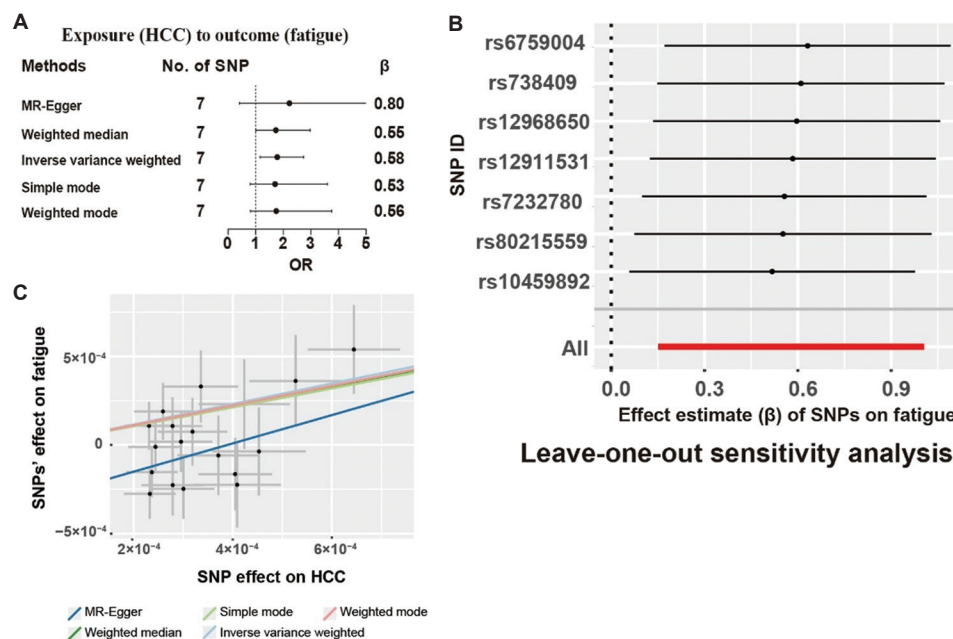 A
Exposure (HCC) to outcome (fatigue)
Methods No. of SNP β
MR-Egger 7 0.80
Weighted median 7 0.55
Inverse variance weighted 7 0.58
Simple mode 7 0.53
Weighted mode 7 0.56
0 1 2 3 4 5
OR
B
SNP ID
rs6759004
rs738409
rs12968650
rs12911531
rs7232780
rs80215559
rs10459892
All
0.0 0.3 0.6 0.9
Effect estimate (β) of SNPs on fatigue
Leave-one-out sensitivity analysis
C
SNPs' effect on fatigue
5×10⁻⁴
0
−5×10⁻⁴
2×10⁻⁴ 4×10⁻⁴ 6×10⁻⁴
SNP effect on HCC
MR-Egger Simple mode Weighted mode
Weighted median Inverse variance weighted